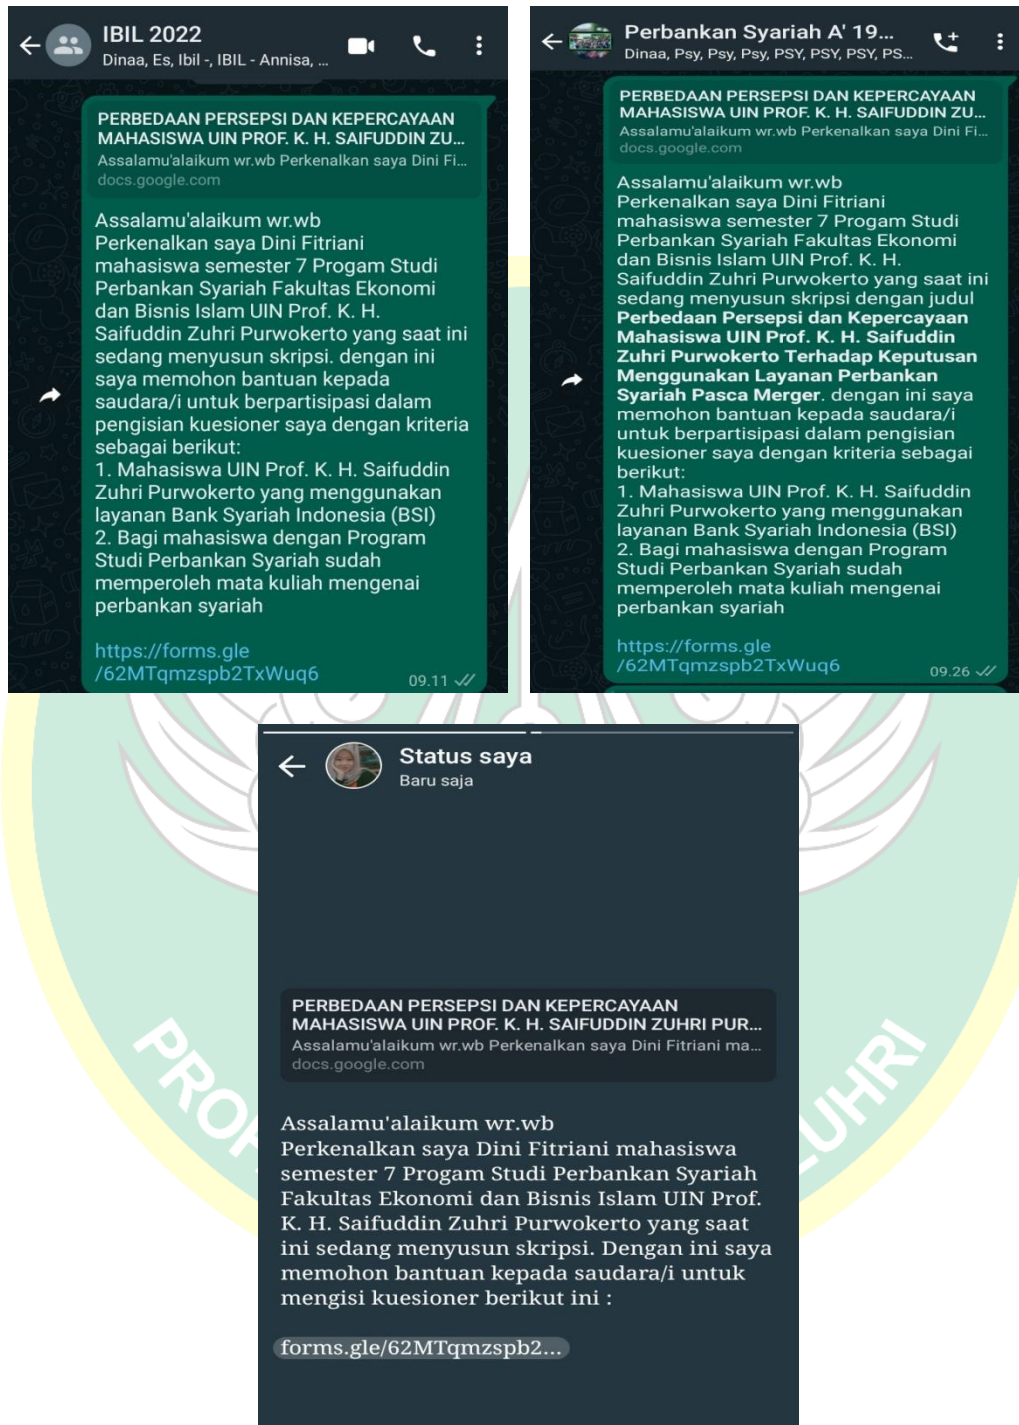 IBIL 2022
Dinaa, Es, Ibil -, IBIL - Annisa, ...
PERBEDAAN PERSEPSI DAN KEPERCAYAAN
MAHASISWA UIN PROF. K. H. SAIFUDDIN ZU...
Assalamu'alaikum wr.wb Perkenalkan saya Dini Fi...
docs.google.com
Assalamu'alaikum wr.wb
Perkenalkan saya Dini Fitriani
mahasiswa semester 7 Progam Studi
Perbankan Syariah Fakultas Ekonomi
dan Bisnis Islam UIN Prof. K. H.
Saifuddin Zuhri Purwokerto yang saat ini
sedang menyusun skripsi. dengan ini
saya memohon bantuan kepada
saudara/i untuk berpartisipasi dalam
pengisian kuesioner saya dengan kriteria
sebagai berikut:
1. Mahasiswa UIN Prof. K. H. Saifuddin
Zuhri Purwokerto yang menggunakan
layanan Bank Syariah Indonesia (BSI)
2. Bagi mahasiswa dengan Program
Studi Perbankan Syariah sudah
memperoleh mata kuliah mengenai
perbankan syariah
https://forms.gle
/62MTqmzspb2TxWuq6
09.11
Perbankan Syariah A' 19...
Dinaa, Psy, Psy, Psy, PSY, PSY, PSY, PS...
PERBEDAAN PERSEPSI DAN KEPERCAYAAN
MAHASISWA UIN PROF. K. H. SAIFUDDIN ZU...
Assalamu'alaikum wr.wb Perkenalkan saya Dini Fi...
docs.google.com
Assalamu'alaikum wr.wb
Perkenalkan saya Dini Fitriani
mahasiswa semester 7 Progam Studi
Perbankan Syariah Fakultas Ekonomi
dan Bisnis Islam UIN Prof. K. H.
Saifuddin Zuhri Purwokerto yang saat ini
sedang menyusun skripsi dengan judul
Perbedaan Persepsi dan Kepercayaan
Mahasiswa UIN Prof. K. H. Saifuddin
Zuhri Purwokerto Terhadap Keputusan
Menggunakan Layanan Perbankan
Syariah Pasca Merger. dengan ini saya
memohon bantuan kepada saudara/i
untuk berpartisipasi dalam pengisian
kuesioner saya dengan kriteria sebagai
berikut:
1. Mahasiswa UIN Prof. K. H. Saifuddin
Zuhri Purwokerto yang menggunakan
layanan Bank Syariah Indonesia (BSI)
2. Bagi mahasiswa dengan Program
Studi Perbankan Syariah sudah
memperoleh mata kuliah mengenai
perbankan syariah
https://forms.gle
/62MTqmzspb2TxWuq6
09.26
Status saya
Baru saja
PERBEDAAN PERSEPSI DAN KEPERCAYAAN
MAHASISWA UIN PROF. K. H. SAIFUDDIN ZUHRI PUR...
Assalamu'alaikum wr.wb Perkenalkan saya Dini Fitriani ma...
docs.google.com
Assalamu'alaikum wr.wb
Perkenalkan saya Dini Fitriani mahasiswa
semester 7 Progam Studi Perbankan Syariah
Fakultas Ekonomi dan Bisnis Islam UIN Prof.
K. H. Saifuddin Zuhri Purwokerto yang saat
ini sedang menyusun skripsi. Dengan ini saya
memohon bantuan kepada saudara/i untuk
mengisi kuesioner berikut ini :
forms.gle/62MTqmzspb2...